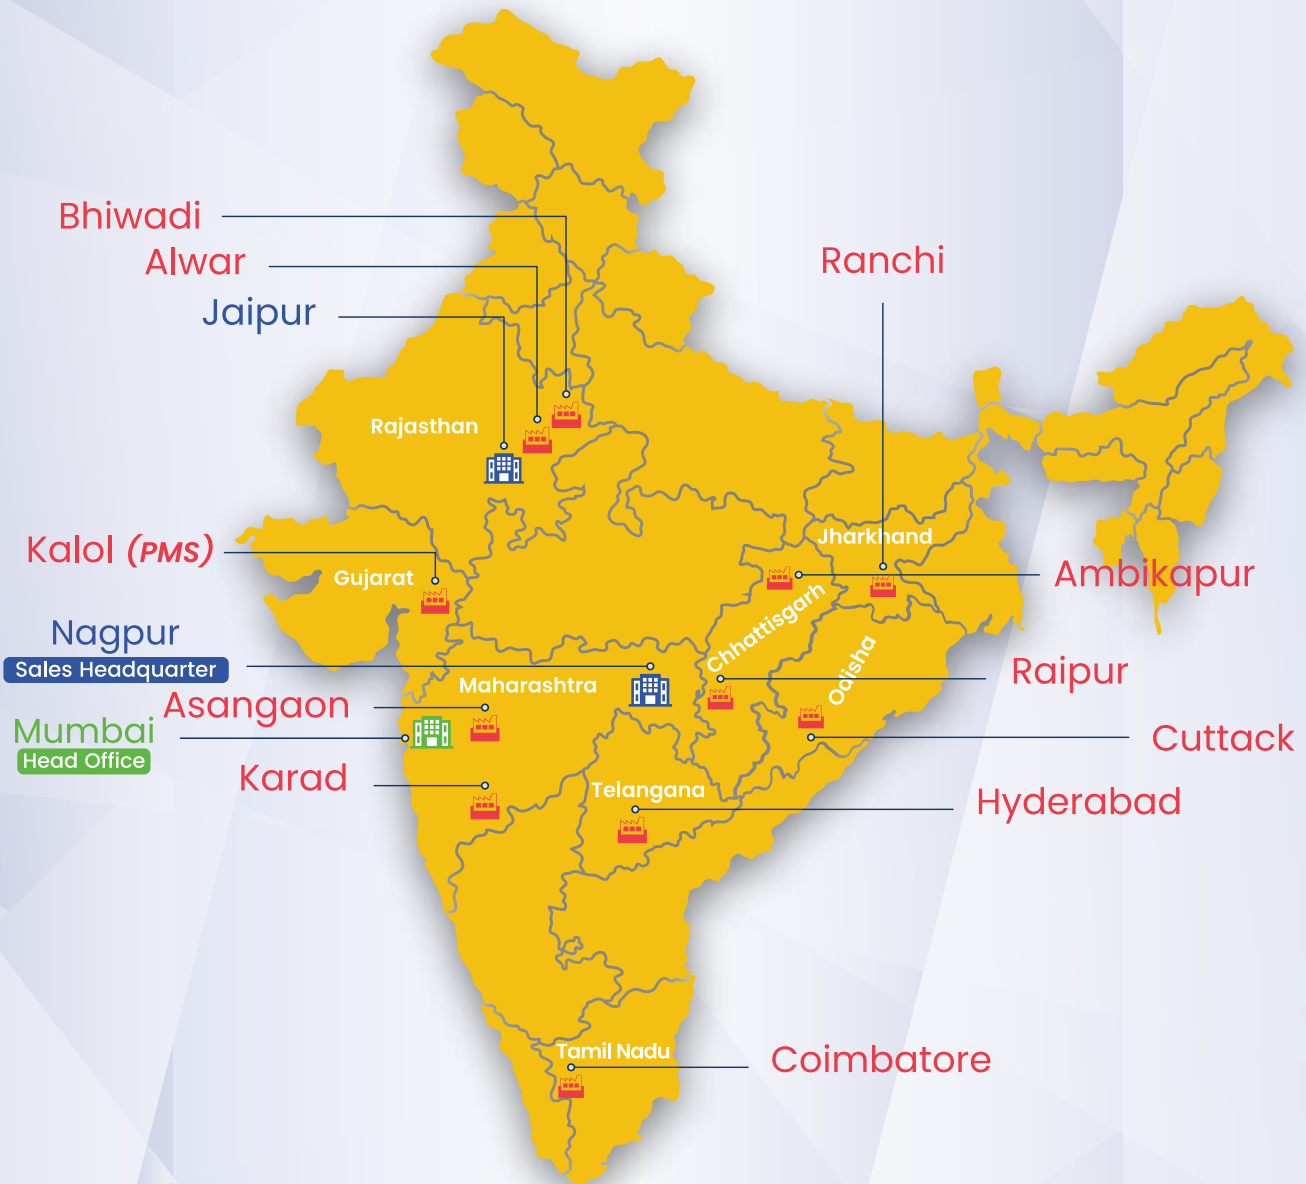 Bhiwadi
Alwar
Jaipur
Ranchi
Rajasthan
Kalol (PMS)
Gujarat
Jharkhand
Ambikapur
Chhattisgarh
Nagpur
Sales Headquarter
Maharashtra
Odisha
Raipur
Asangaon
Mumbai
Head Office
Cuttack
Karad
Telangana
Hyderabad
Tamil Nadu
Coimbatore